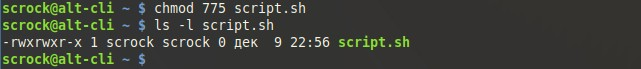 scrock@alt-cli ~ $ chmod 775 script.sh
scrock@alt-cli ~ $ ls -l script.sh
-rwxrwxr-x 1 scrock scrock 0 дек  9 22:56 script.sh
scrock@alt-cli ~ $